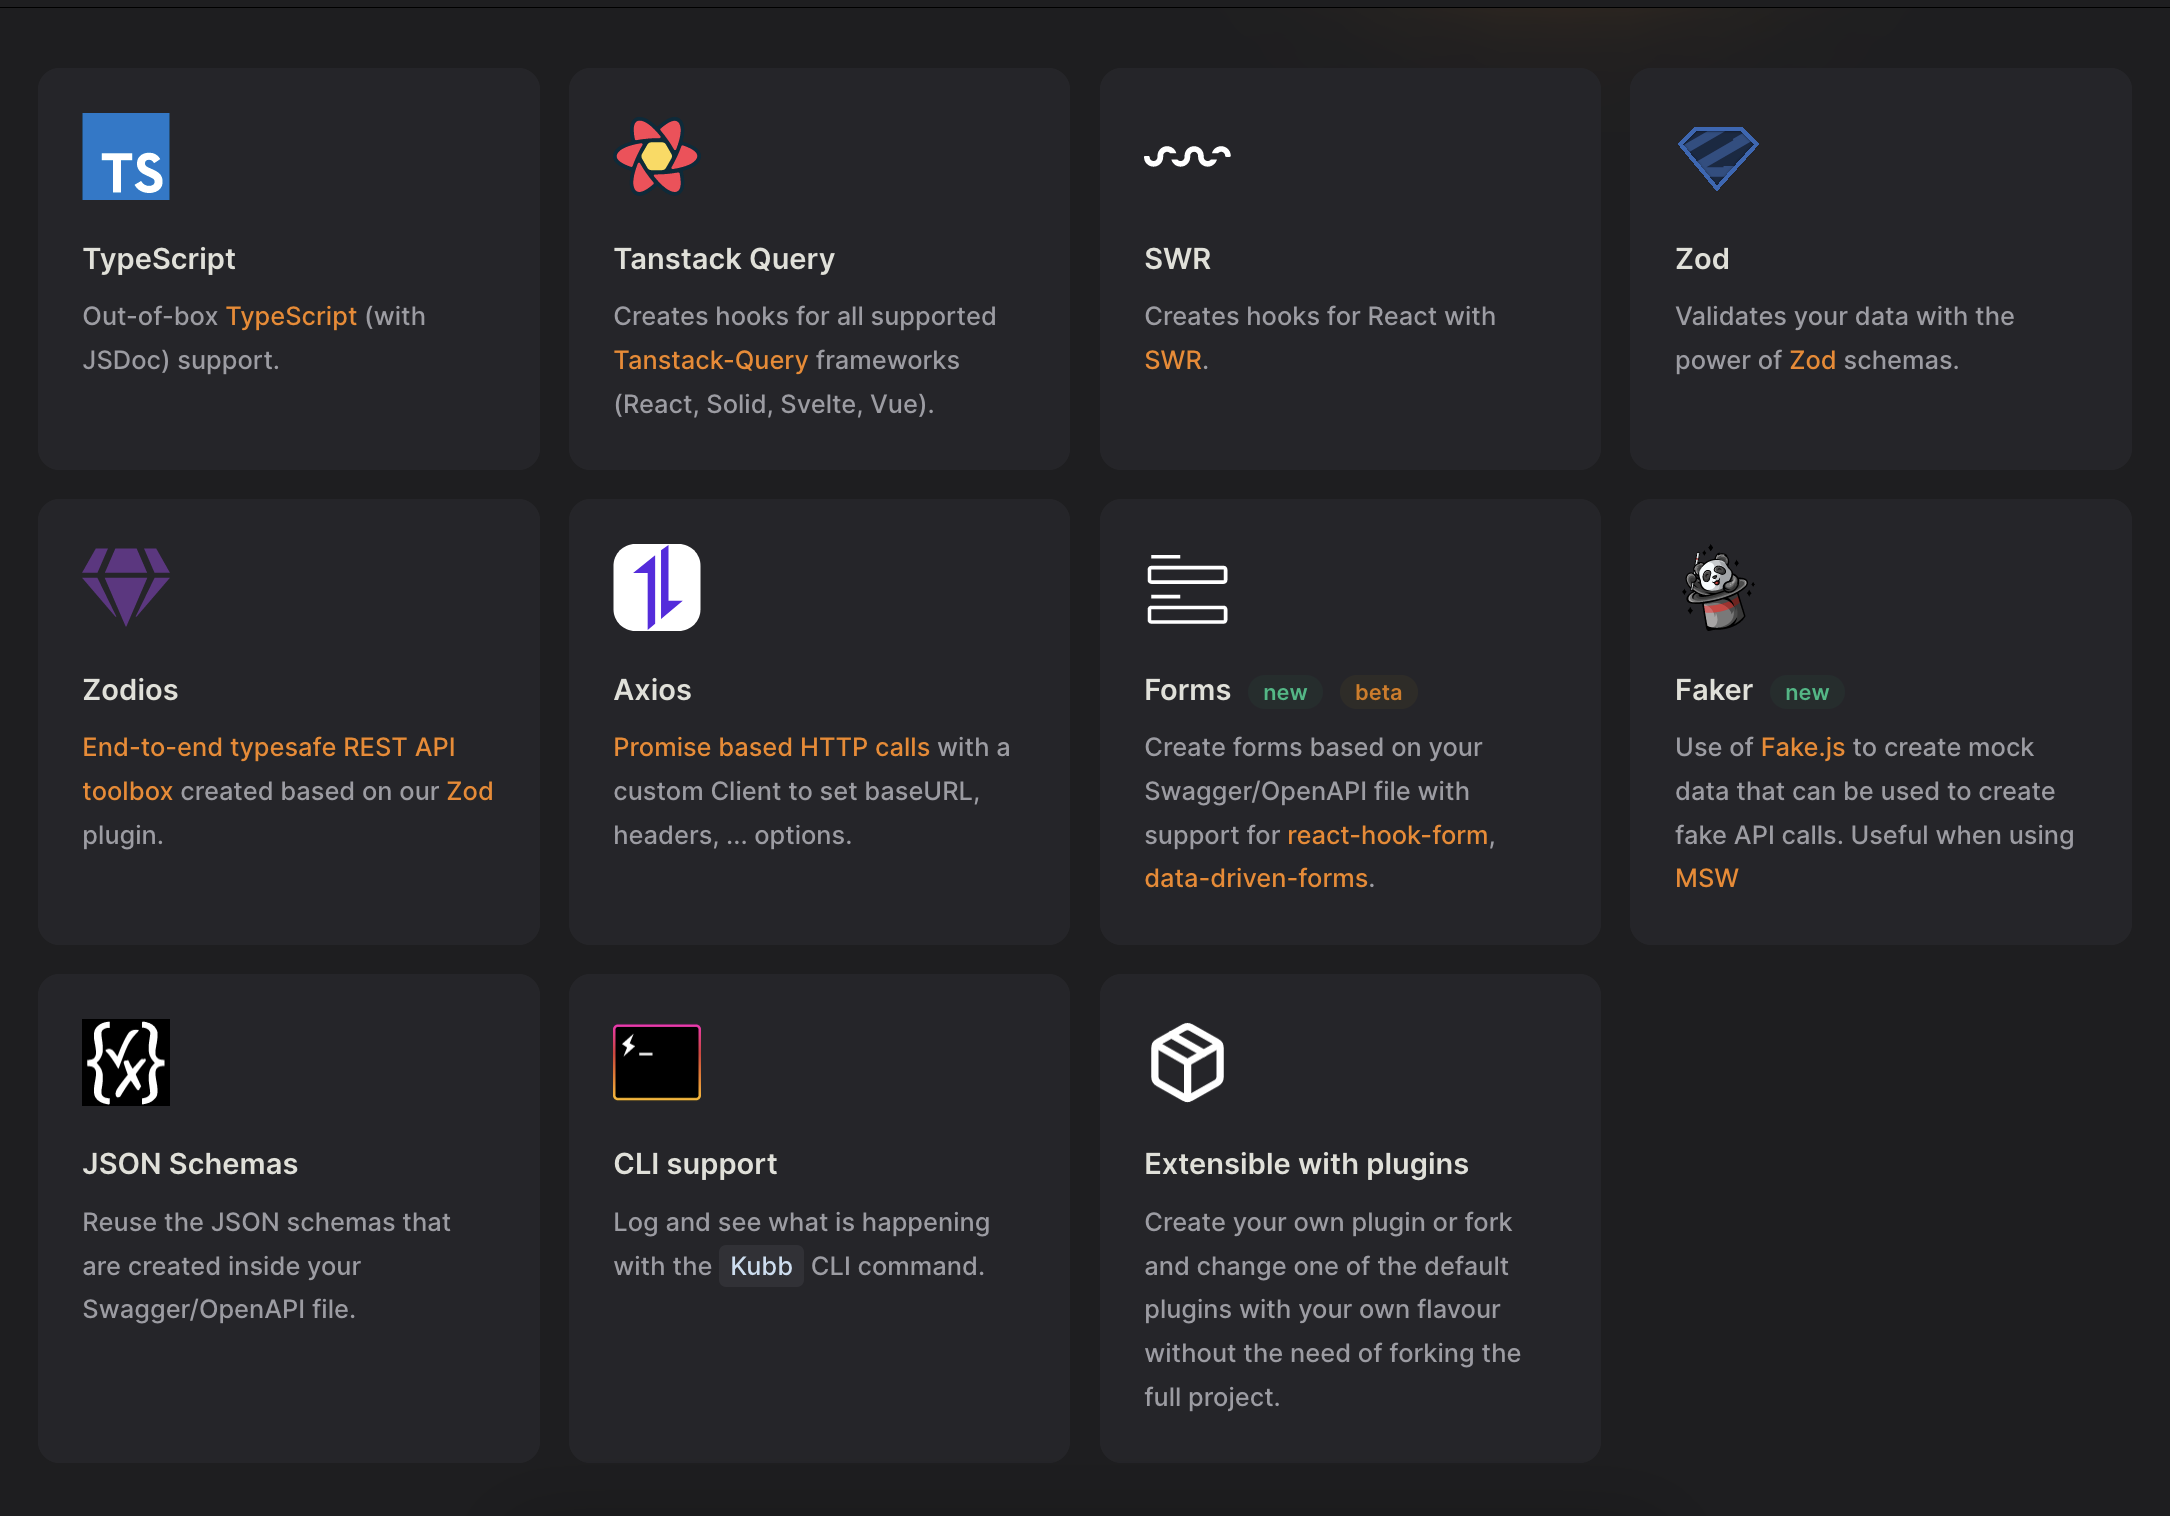 TS
TypeScript
Out-of-box TypeScript (with
JSDoc) support.
Tanstack Query
Creates hooks for all supported
Tanstack-Query frameworks
(React, Solid, Svelte, Vue).
SWR
Creates hooks for React with
SWR.
Zod
Validates your data with the
power of Zod schemas.
Zodios
End-to-end typesafe REST API
toolbox created based on our Zod
plugin.
Axios
Promise based HTTP calls with a
custom Client to set baseURL,
headers, ... options.
Forms new beta
Create forms based on your
Swagger/OpenAPI file with
support for react-hook-form,
data-driven-forms.
Faker new
Use of Fake.js to create mock
data that can be used to create
fake API calls. Useful when using
MSW
JSON Schemas
Reuse the JSON schemas that
are created inside your
Swagger/OpenAPI file.
CLI support
Log and see what is happening
with the Kubb CLI command.
Extensible with plugins
Create your own plugin or fork
and change one of the default
plugins with your own flavour
without the need of forking the
full project.